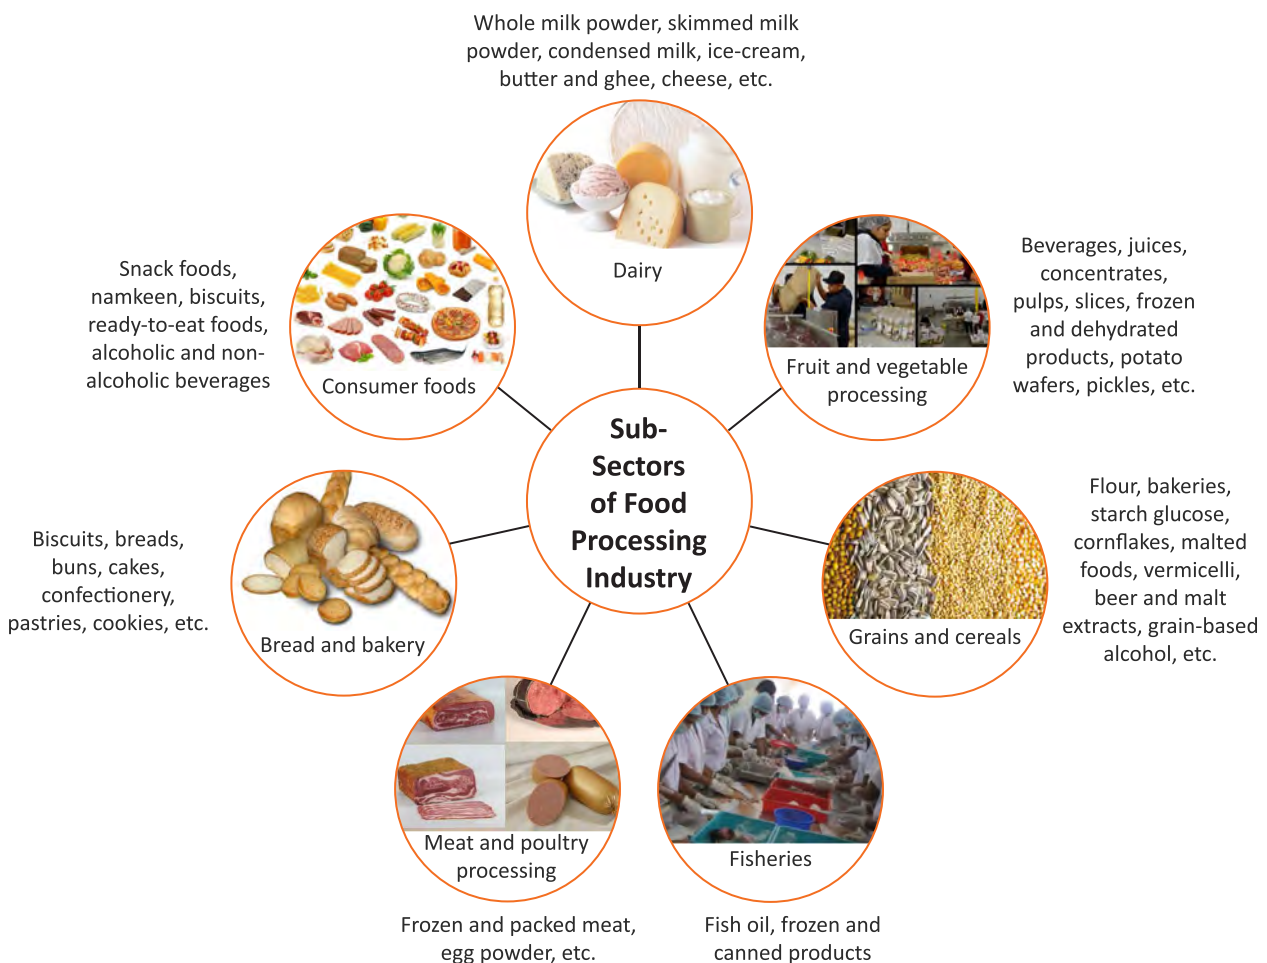 Whole milk powder, skimmed milk
powder, condensed milk, ice-cream,
butter and ghee, cheese, etc.
Dairy
Beverages, juices,
concentrates,
pulps, slices, frozen
and dehydrated
products, potato
wafers, pickles, etc.
Fruit and vegetable
processing
Flour, bakeries,
starch glucose,
cornflakes, malted
foods, vermicelli,
beer and malt
extracts, grain-based
alcohol, etc.
Grains and cereals
Fisheries
Fish oil, frozen and
canned products
Meat and poultry
processing
Frozen and packed meat,
egg powder, etc.
Bread and bakery
Biscuits, breads,
buns, cakes,
confectionery,
pastries, cookies, etc.
Consumer foods
Snack foods,
namkeen, biscuits,
ready-to-eat foods,
alcoholic and non-
alcoholic beverages
Sub-
Sectors
of Food
Processing
Industry